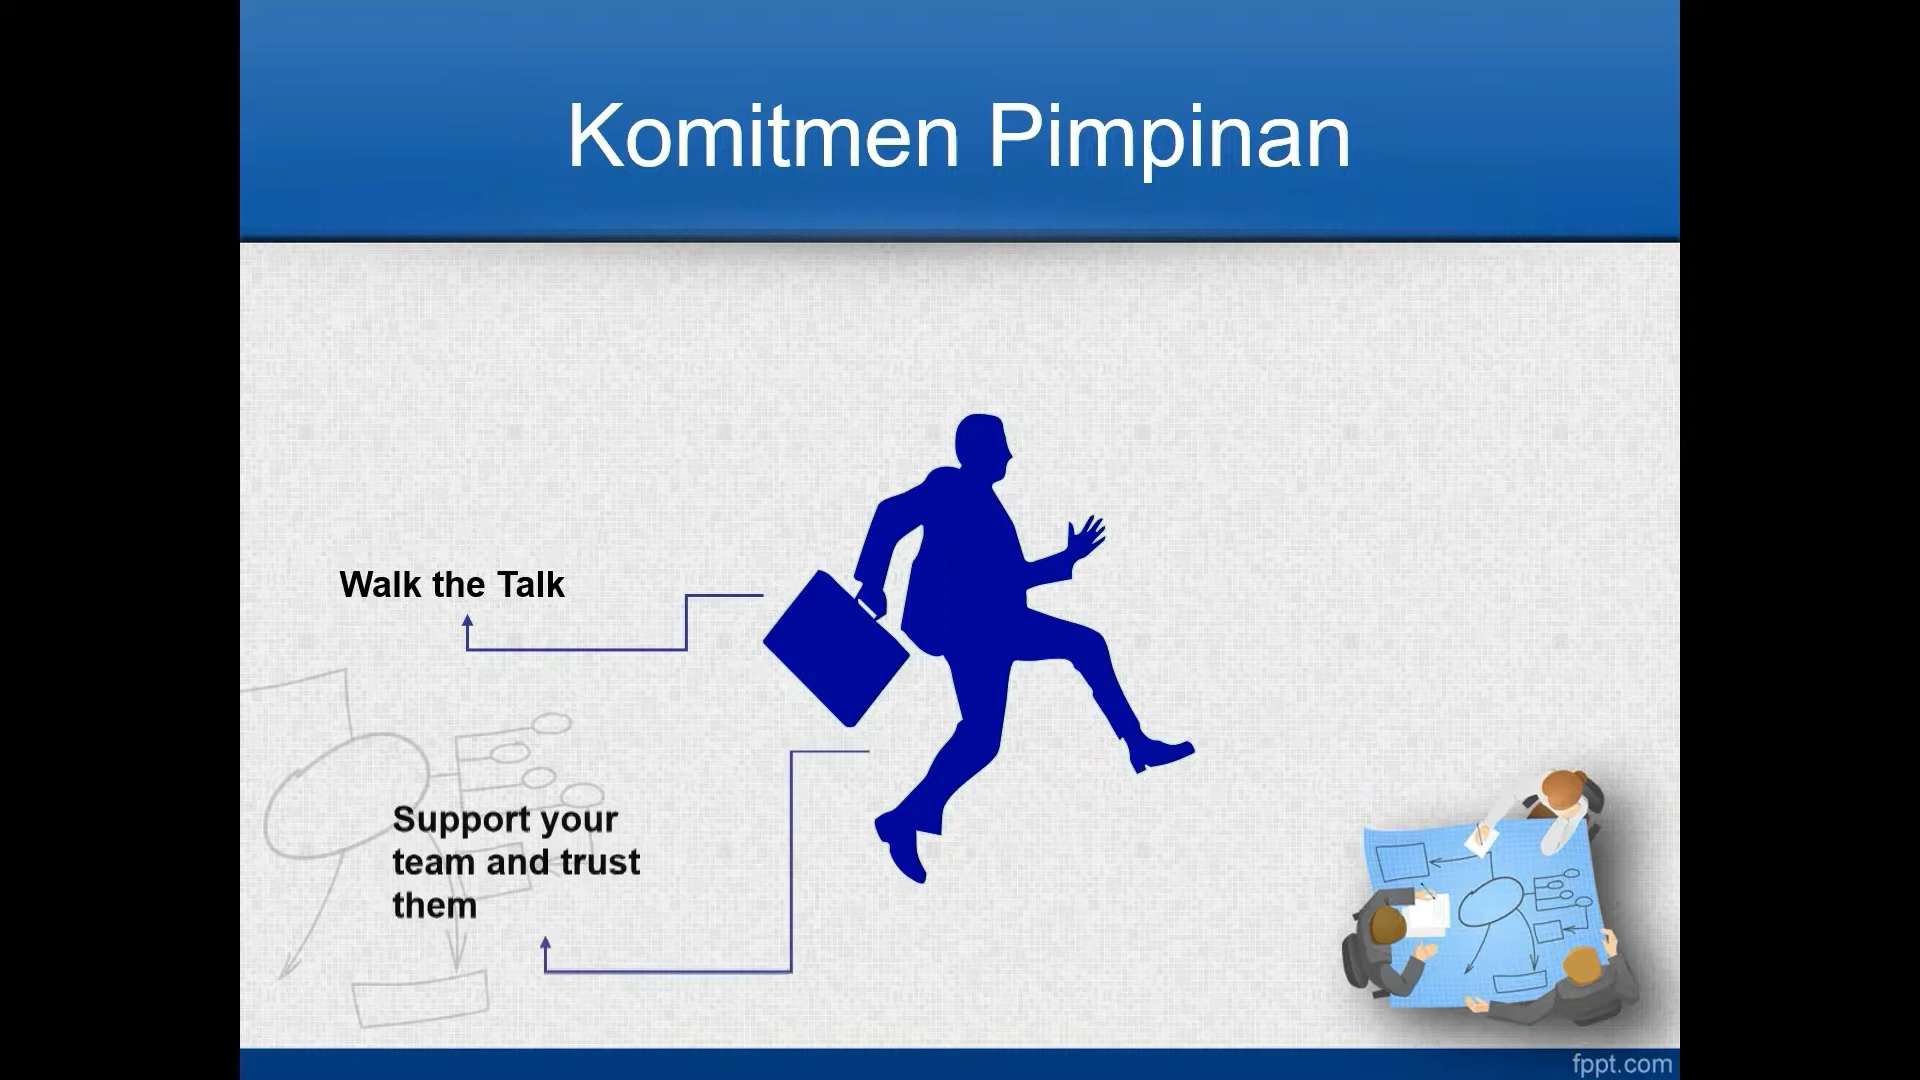 Komitmen Pimpinan
Walk the Talk
Support your
team and trust
them
fppt.com